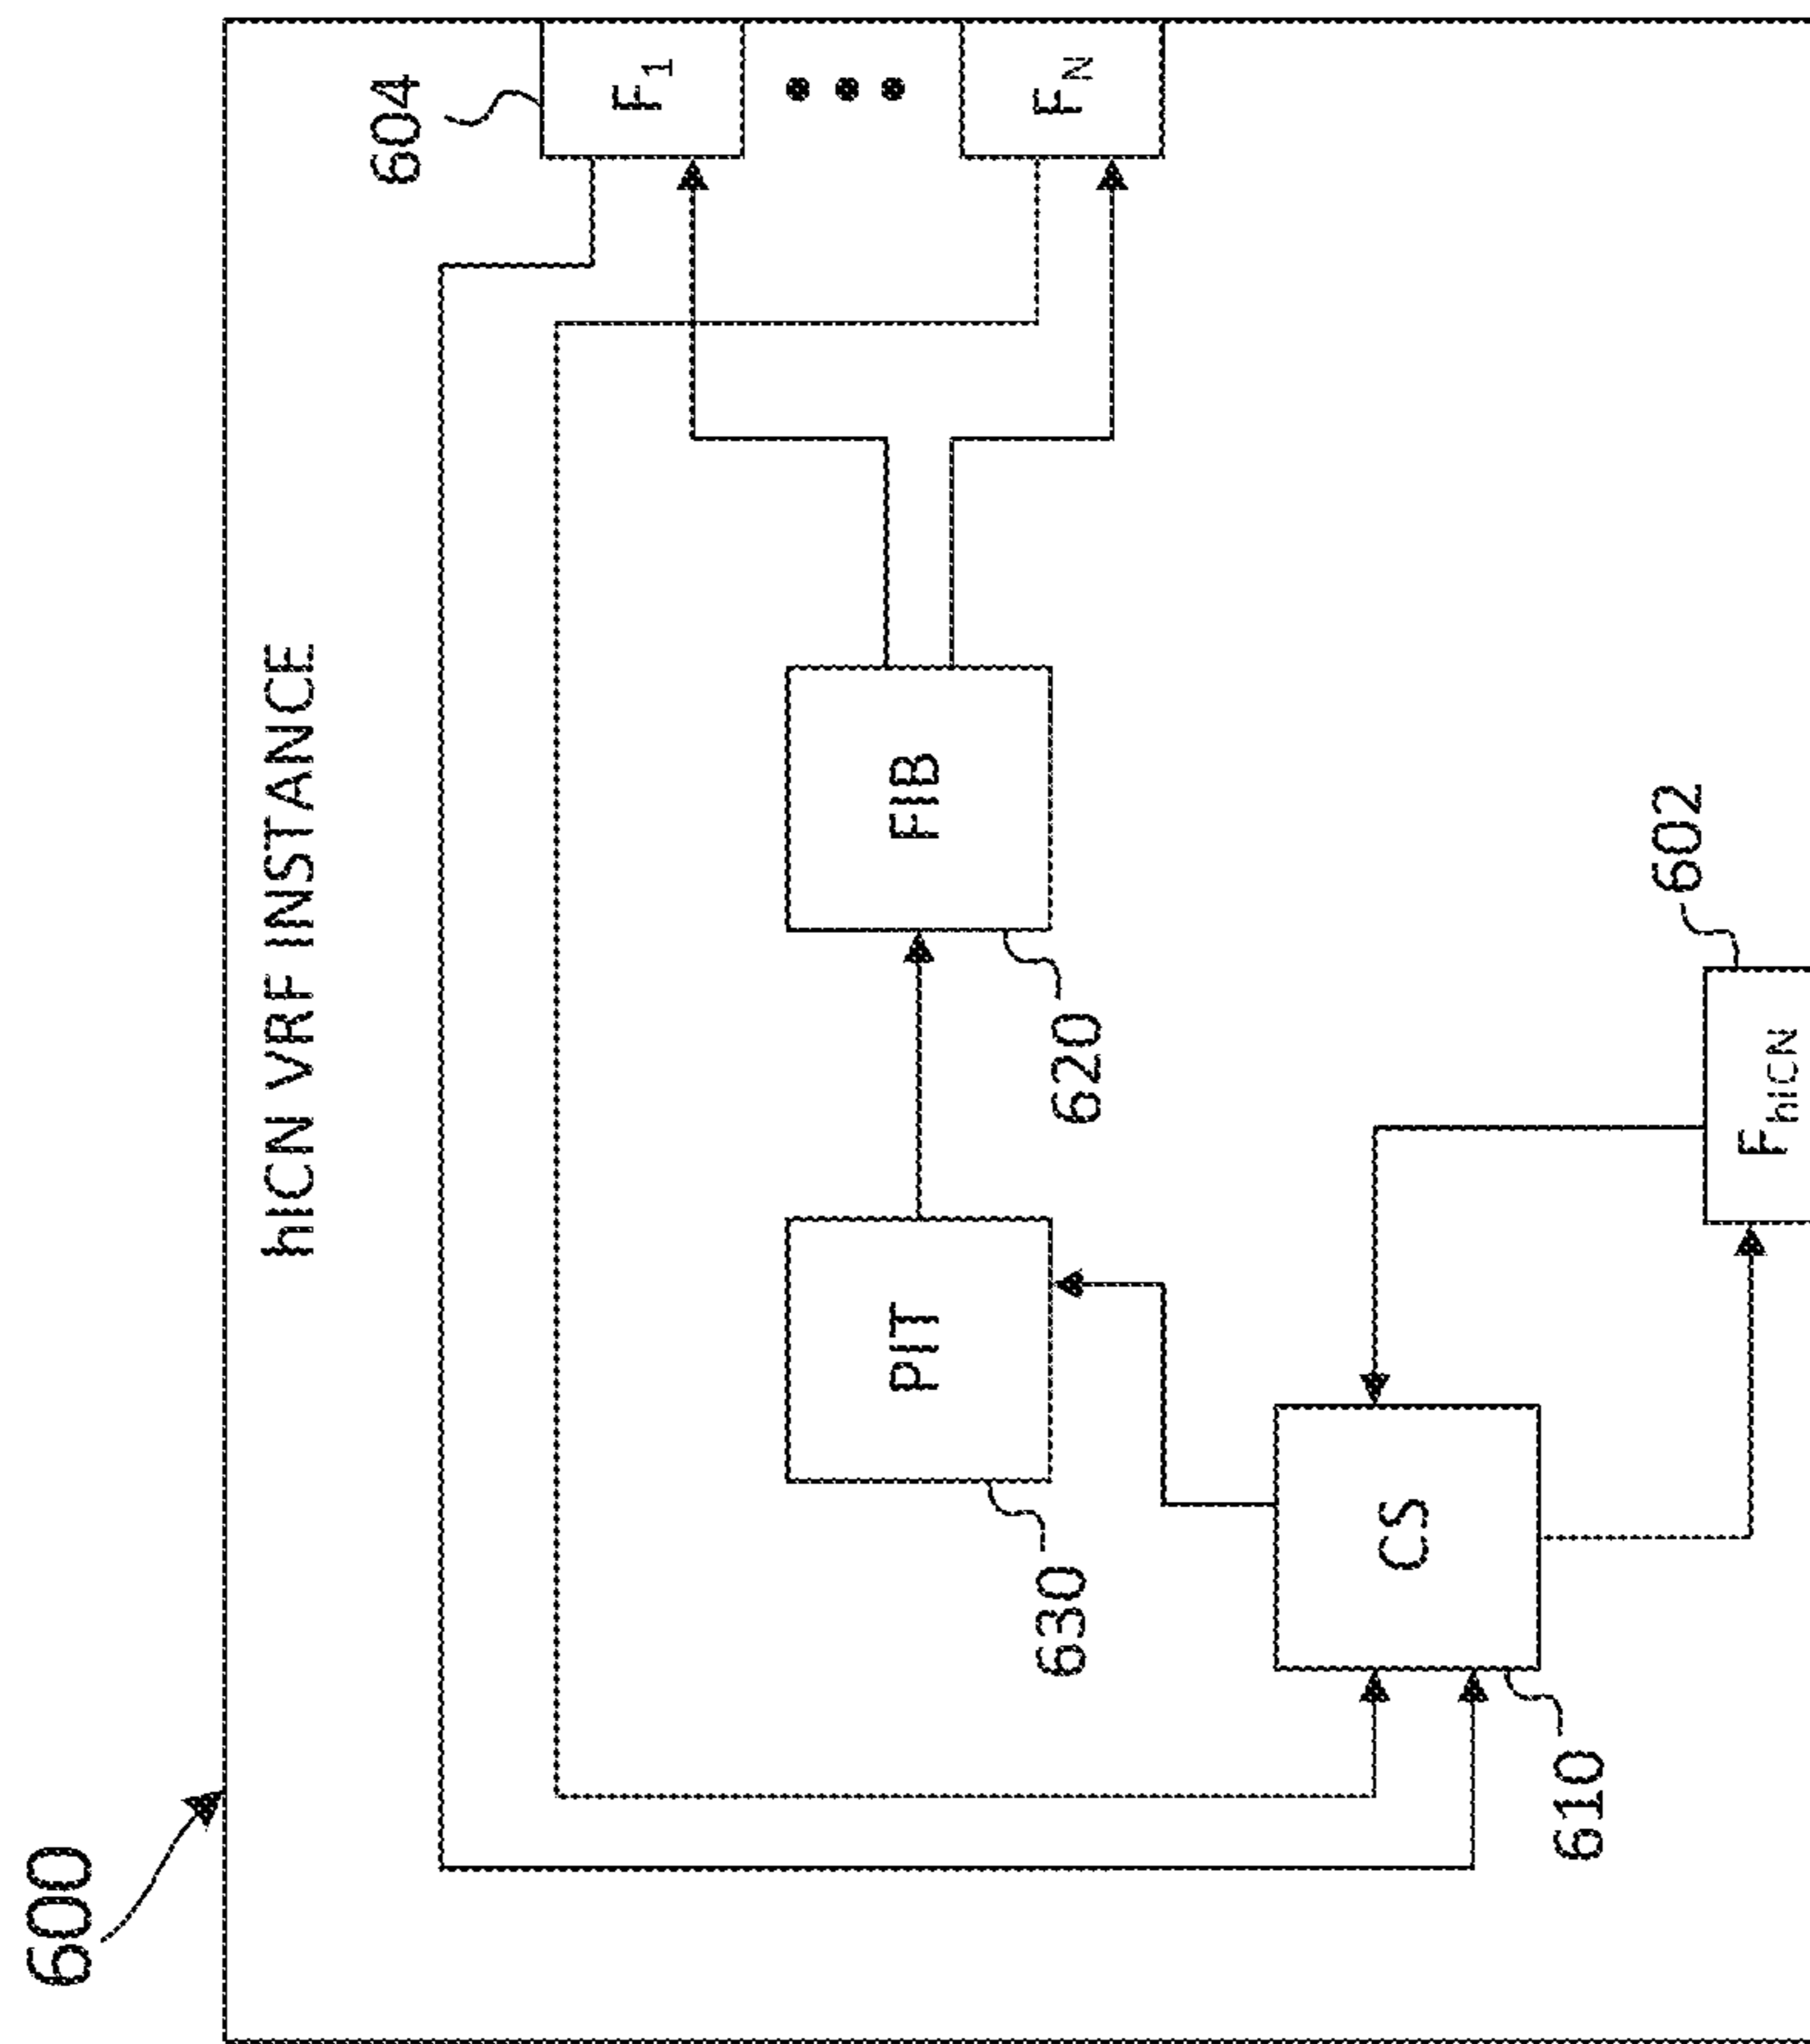 600
hICN VRF INSTANCE
604
F1
FN
PIT
FIB
630
620
CS
610
FhICN
602